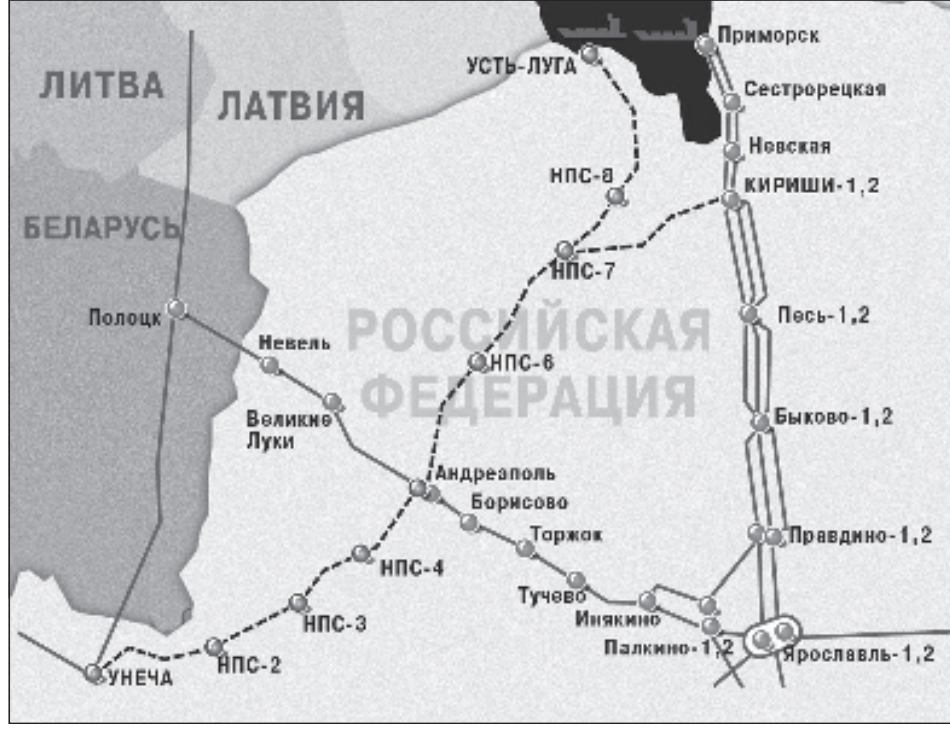 Приморск
УСТЬ-ЛУГА
ЛИТВА
Сестрорецкая
ЛАТВИЯ
Невская
НПС-8
КИРИШИ-1,2
БЕЛАРУСЬ
НПС-7
Полоцк
Песь-1,2
РОССИЙСКАЯ
ФЕДЕРАЦИЯ
Невель
НПС-6
Великие
Луки
Быково-1,2
Андреаполь
Борисово
Торжок
Правдино-1,2
НПС-4
Тучево
Инякино
НПС-3
Палкино-1,2
Ярославль-1,2
НПС-2
УНЕЧА